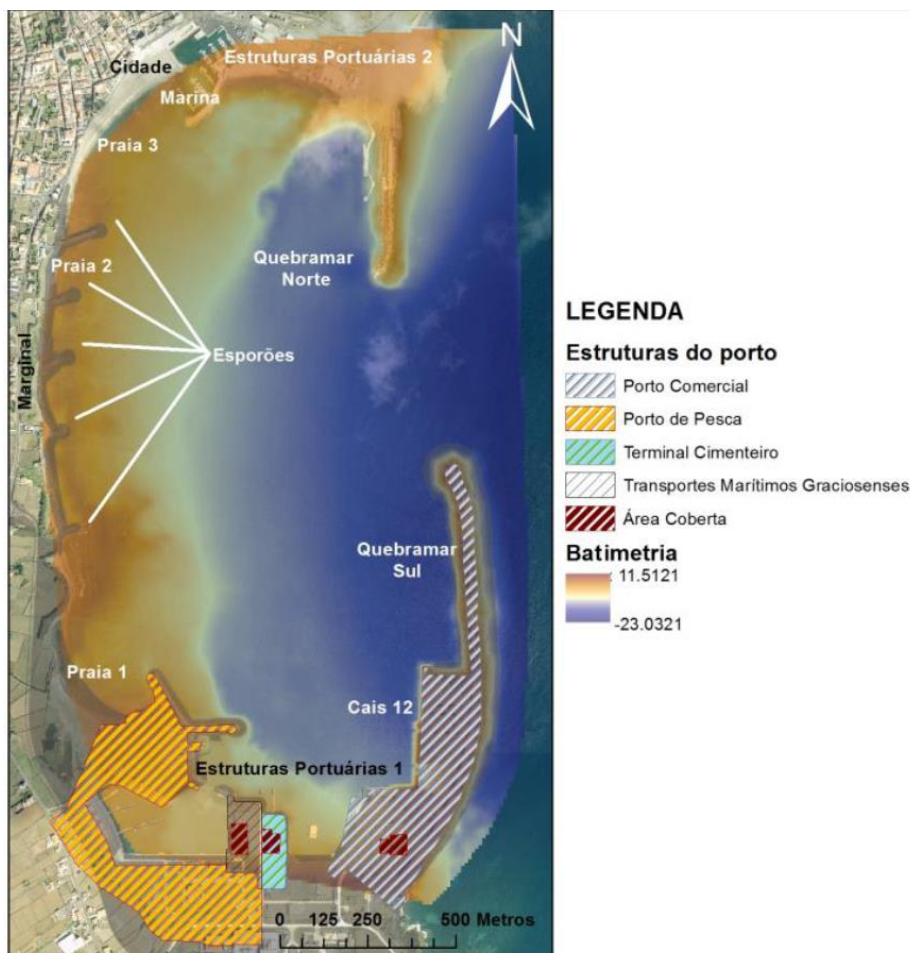 N
Estruturas Portuárias 2
Cidade
Marina
Praia 3
Quebramar
Norte
Praia 2
Esporões
Marginal
Quebramar
Sul
Praia 1
Cais 12
Estruturas Portuárias 1
0 125 250 500 Metros
LEGENDA
Estruturas do porto
Porto Comercial
Porto de Pesca
Terminal Cimenteiro
Transportes Marítimos Graciosenses
Área Coberta
Batimetria
: 11.5121
-23.0321